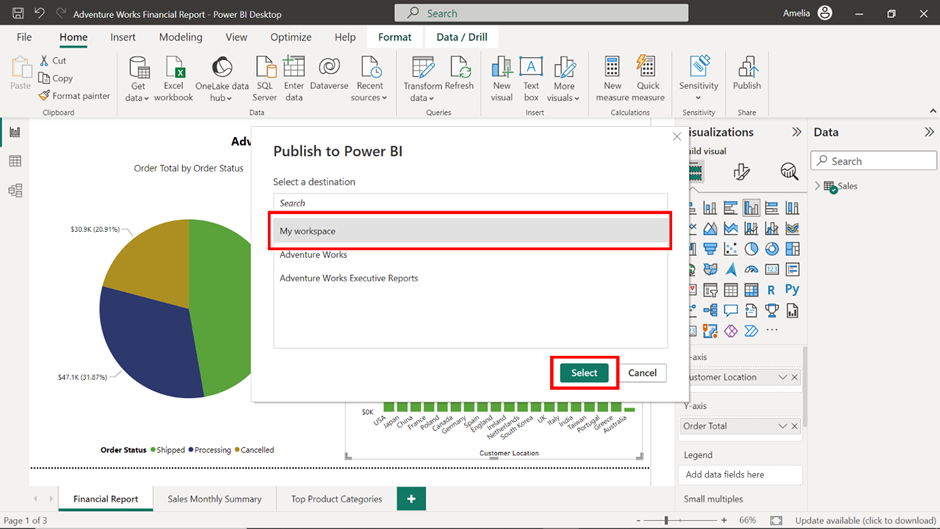 Adventure Works Financial Report - Power BI Desktop
Search
Amelia
File Home Insert Modeling View Optimize Help Format Data / Drill
Paste
Cut
Copy
Format painter
Clipboard
Get data
Excel workbook
OneLake data hub
SQL Server
Enter data
Dataverse
Recent sources
Data
Transform data
Refresh
Queries
New visual
Text box
More visuals
Insert
New measure
Quick measure
Calculations
Sensitivity
Sensitivity
Publish
Share
Adv
Order Total by Order Status
$30.9K (20.91%)
$47.1K (31.87%)
Order Status Shipped Processing Cancelled
Publish to Power BI
Select a destination
Search
My workspace
Adventure Works
Adventure Works Executive Reports
Select Cancel
$0K
USA Japan China France Poland Canada Germany Spain England Ireland Netherlands South Korea UK Italy India Taiwan Portugal Greece Australia
Customer Location
isualizations
uild visual
R
Py
-axis
ustomer Location
Y-axis
Order Total
Legend
Add data fields here
Small multiples
Data
Search
Sales
Financial Report Sales Monthly Summary Top Product Categories +
Page 1 of 3
- + 66% Update available (click to download)